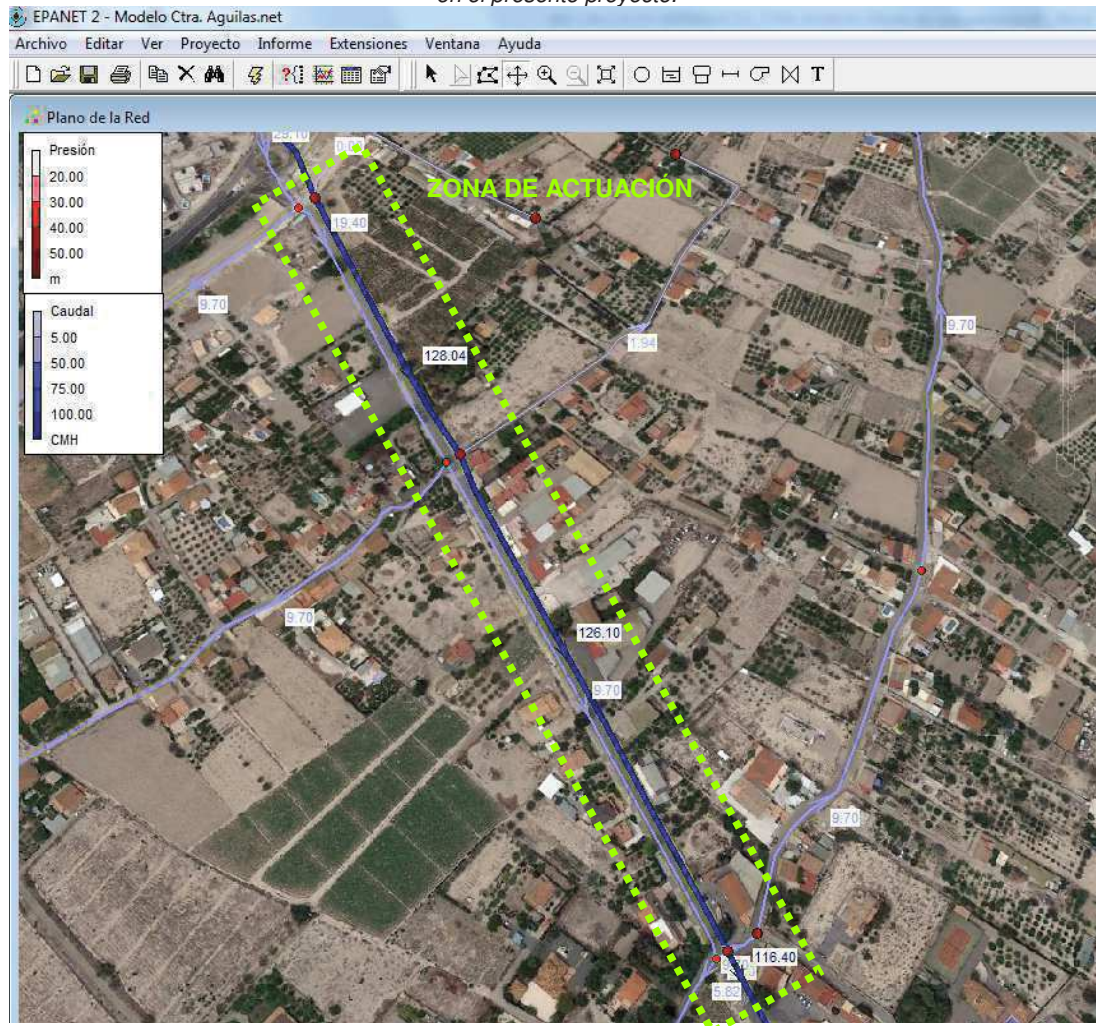 en el presente proyecto.
EPANET 2 - Modelo Ctra. Aguilas.net
Archivo Editar Ver Proyecto Informe Extensiones Ventana Ayuda
T
Plano de la Red
Presión
20.00
30.00
40.00
50.00
m
Caudal
5.00
50.00
75.00
100.00
CMH
29.10
ZONA DE ACTUACIÓN
19.40
9.70
9.70
1.94
128.04
9.70
126.10
9.70
9.70
116.40
5.82